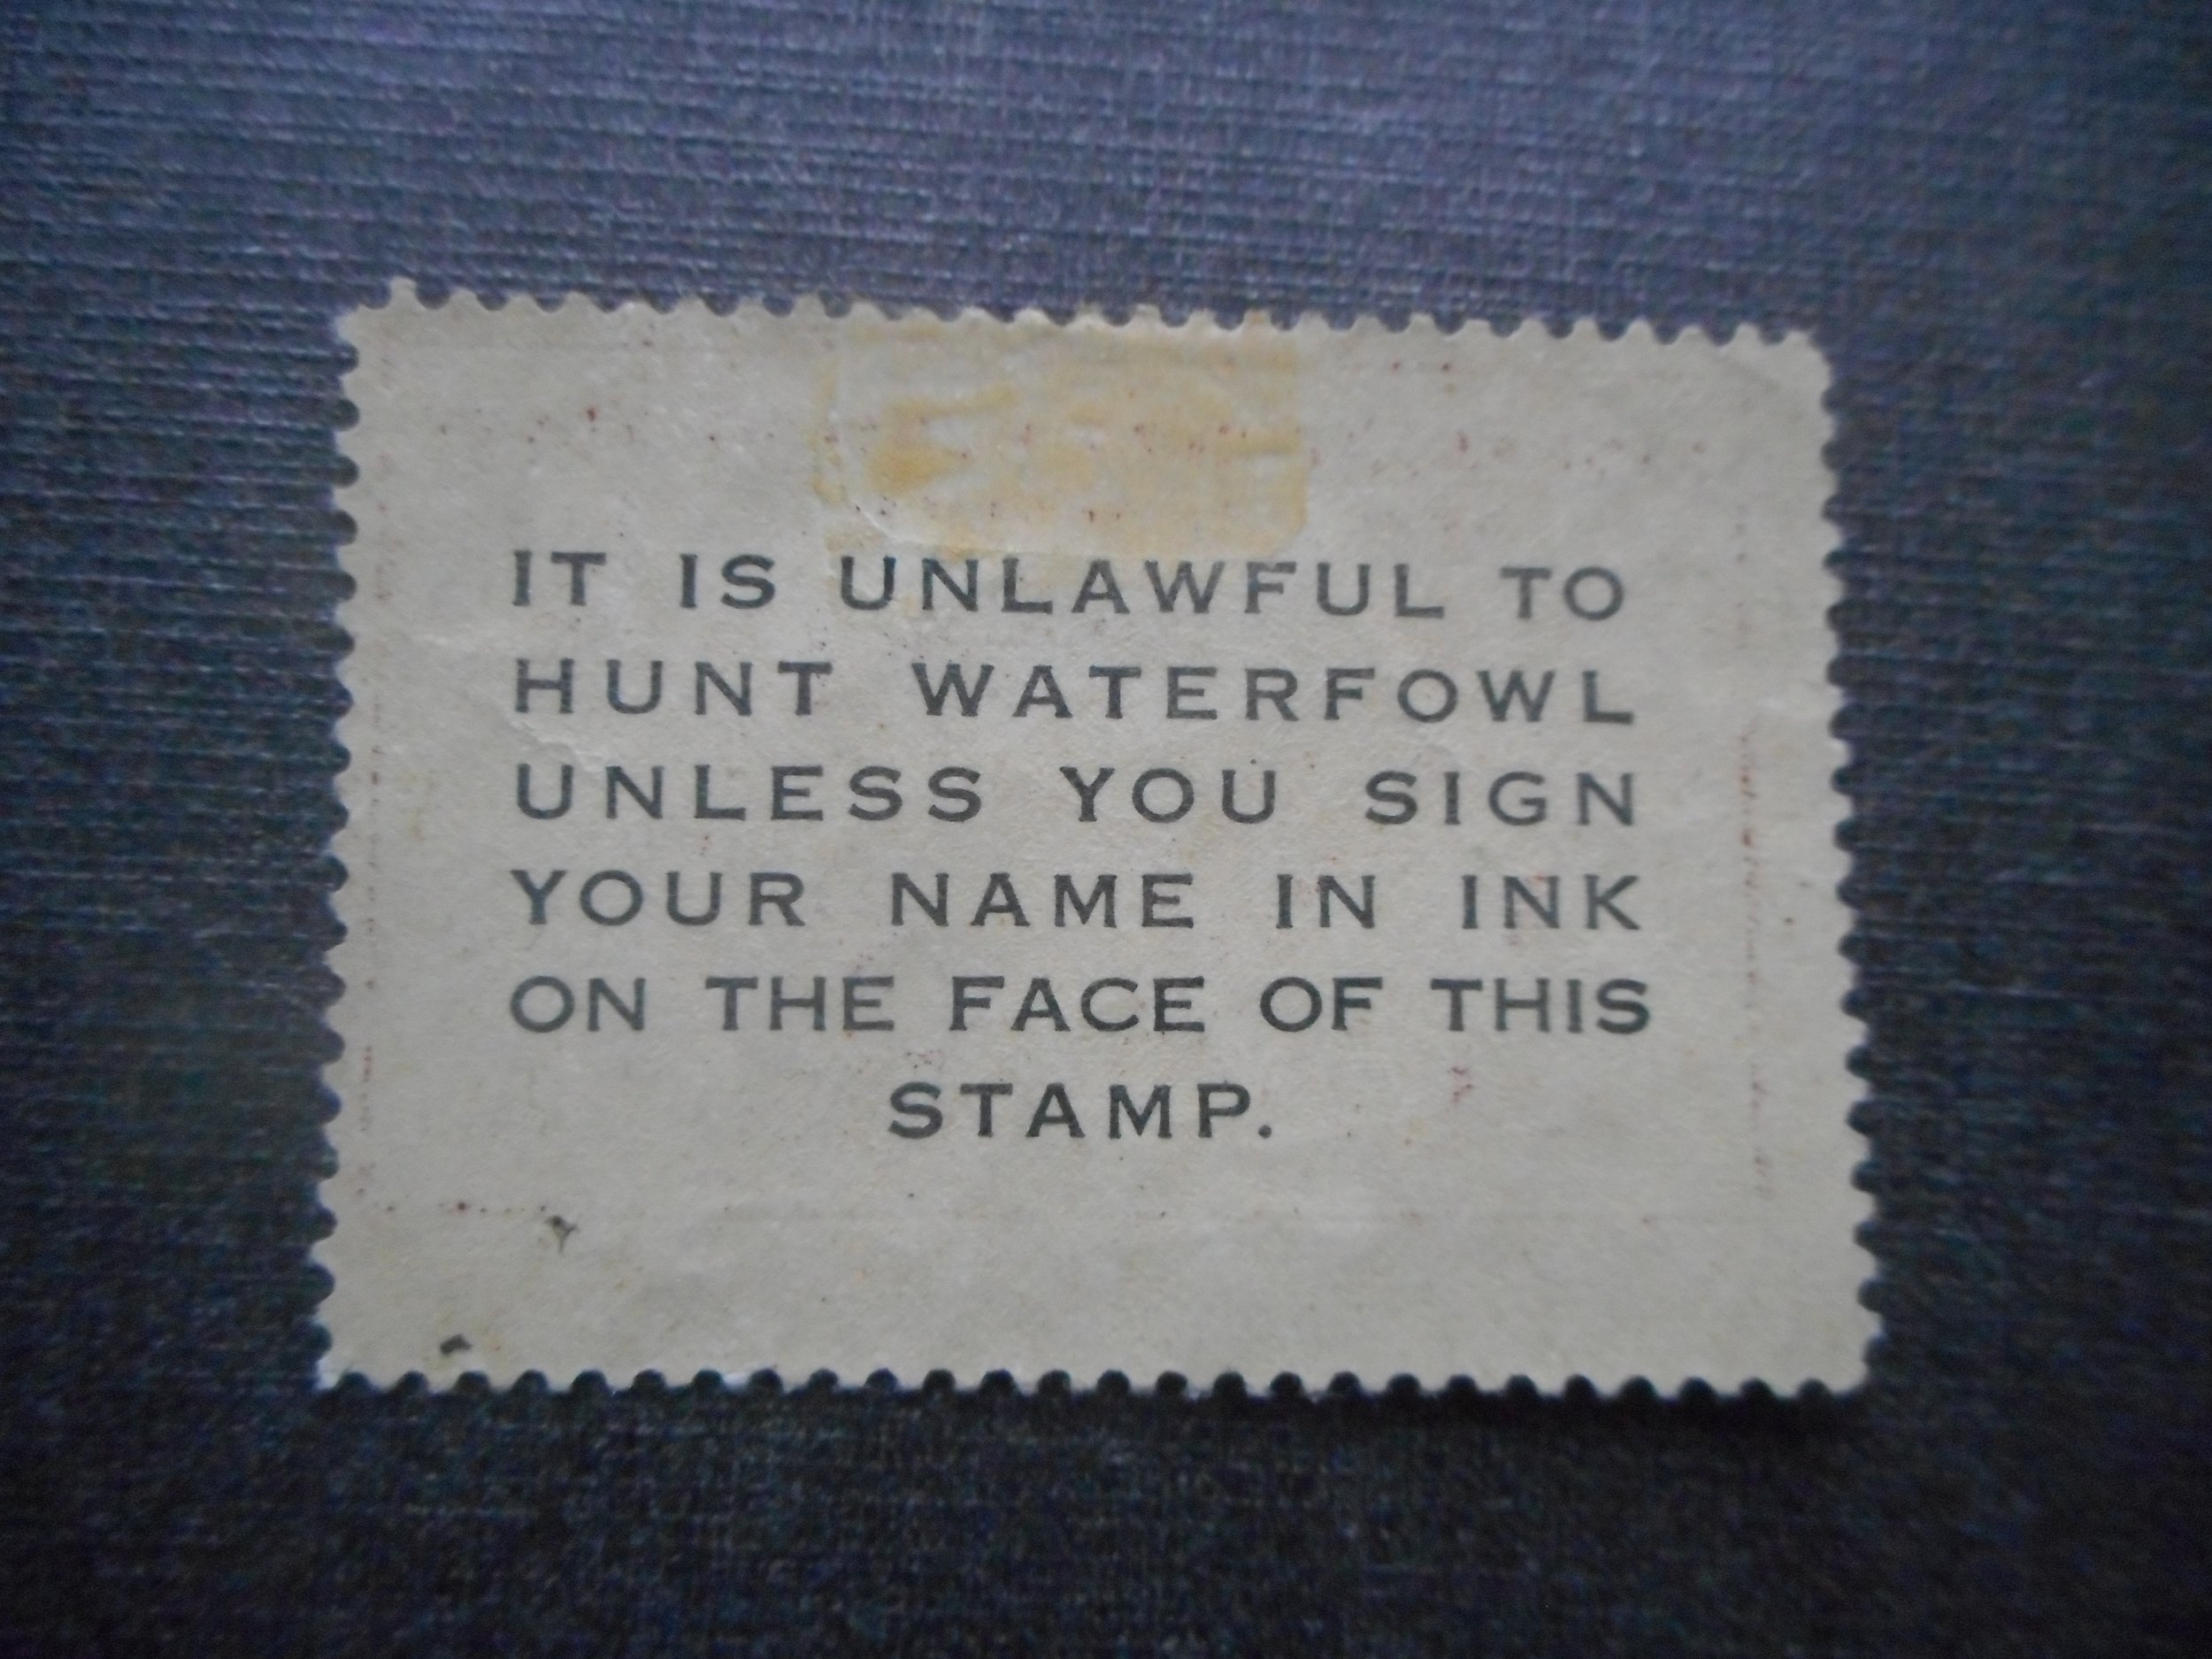 IT IS UNLAWFUL TO
HUNT WATERFOWL
UNLESS YOU SIGN
YOUR NAME IN INK
ON THE FACE OF THIS
STAMP.